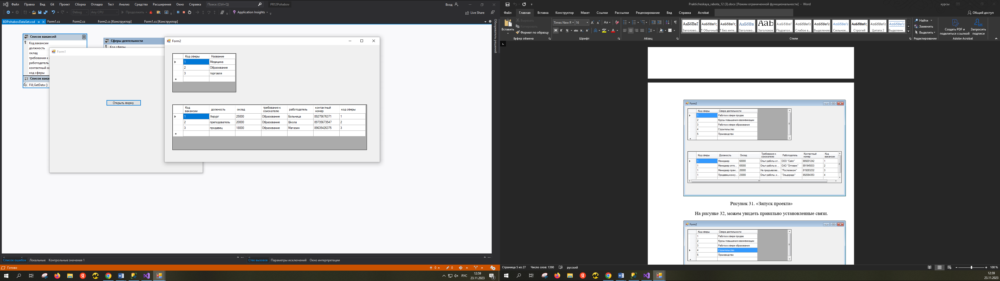 Файл Правка Вид Git Проект Сборка Отладка Тест Анализ Средства Расширения Окно Справка Поиск (Ctrl+Q) PR12Pohabov Вход
Debug Any CPU Продолжить Application Insights Live Share
BDPohabovDataSet.xsd Form1.cs Form2.cs Form2.cs [Конструктор] Form1.cs [Конструктор]
Обозреватель решений
Список вакансий
Код вакансии
должность
оклад
требования к
работодатель
контактный
код сферы
Список
Fill,GetData ()
Сферы деятельности
Код сферы
Form1
Открыть форму
Form2
Код сферы Название
1 Медицина
2 Образование
3 торговля
Код вакансии должность оклад требования к соискателю работодатель контактный номер код сферы
1 Хирург 25000 Образование Больница 89275676371 1
2 преподователь 20000 Образование Школа 89735673547 2
3 продавец 18000 Образование Магазин 89635426375 3
Список ошибок Локальные Контрольные значения 1 Стек вызовов Параметры исключений Окно интерпретации
Готово 0 0 4
РУС 12:59
23.11.2023 5
Prakticheskaya_rabota_12 (3).docx [Режим ограниченной функциональности] - Word курсы
Файл Главная Вставка Конструктор Макет Ссылки Рассылки Рецензирование Вид Справка Acrobat Общий доступ
Вставить Вырезать Копировать Формат по образцу
Times New R 16 Aa
Ж К Ч abc x₂ x² A
АаБбВвГ АаБбВвГг, АаБбВвГг, АаБбВв. АаБбВвГ АаБ АаБбВвГ АаБбВвГг АаБбВвГг АаБбВвГг АаБбВвГг, АаБбВвГг АаБбВвГг
Заголово... ¶ Обычный ¶ Без инте... Заголово... Заголовок Подзагол... Слабое в... Выделение Сильное... Строгий Цитата 2 Выделенн...
Найти
Заменить
Выделить
Создать PDF и поделиться ссылкой
Запросить подписи
Буфер обмена Шрифт Абзац Стили Редактирование Adobe Acrobat
Form2
Код сферы Сфера деятельности
1 Работа в сфере продаж
2 Курсы повышения квалификации
3 Работа в сфере образования
4 Строительство
5 Производство
Код сферы Должность Оклад Требования к соискателю Работодатель Контактный номер Код вакансии
1 Менеджер 60000 Опыт работы от... ООО "Сейл" 889201242 1
1 Менеджер опто... 65000 Опыт работы в ... ОАО "Оптовик" 891945833 2
1 Менеджер прям... 20000 Не предъявляю... "Ростелеком" 819283232 3
1 Продавец-консу... 23000 Опыт работы, к... "Эльдорадо" 892084353 4
Рисунок 31. «Запуск проекта»
На рисунке 32, можем увидеть правильно установленные связи.
Form2
Код сферы Сфера деятельности
1 Работа в сфере продаж
2 Курсы повышения квалификации
3 Работа в сфере образования
4 Строительство
5 Производство
Страница 5 из 27 Число слов: 1390 русский 100 %
12:59
23.11.2023